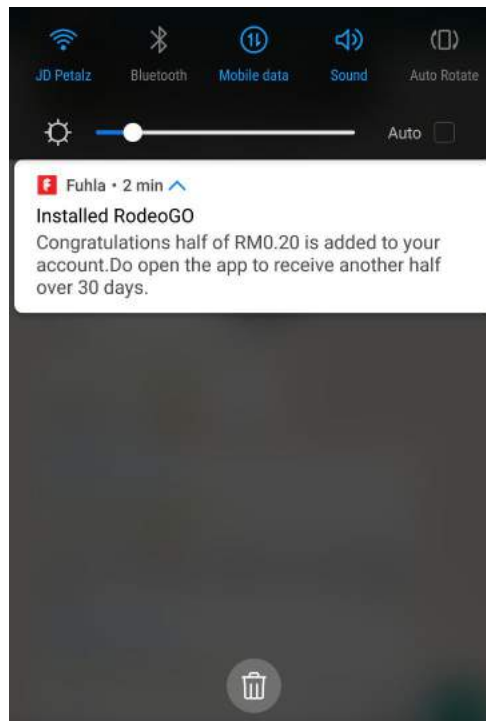 JD Petalz Bluetooth Mobile data Sound Auto Rotate
Auto
Fuhla • 2 min
Installed RodeoGO
Congratulations half of RM0.20 is added to your
account.Do open the app to receive another half
over 30 days.